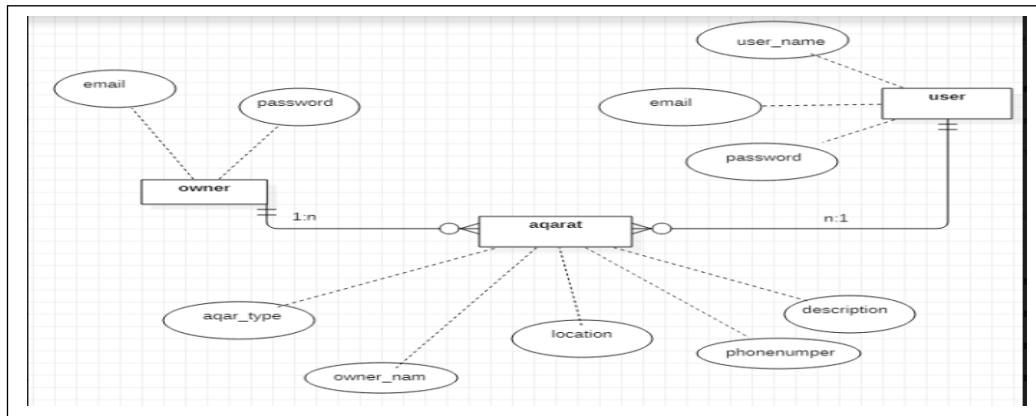 user_name
email
user
email
password
password
owner
1:n
aqarat
n:1
aqar_type
description
location
phonenumper
owner_nam